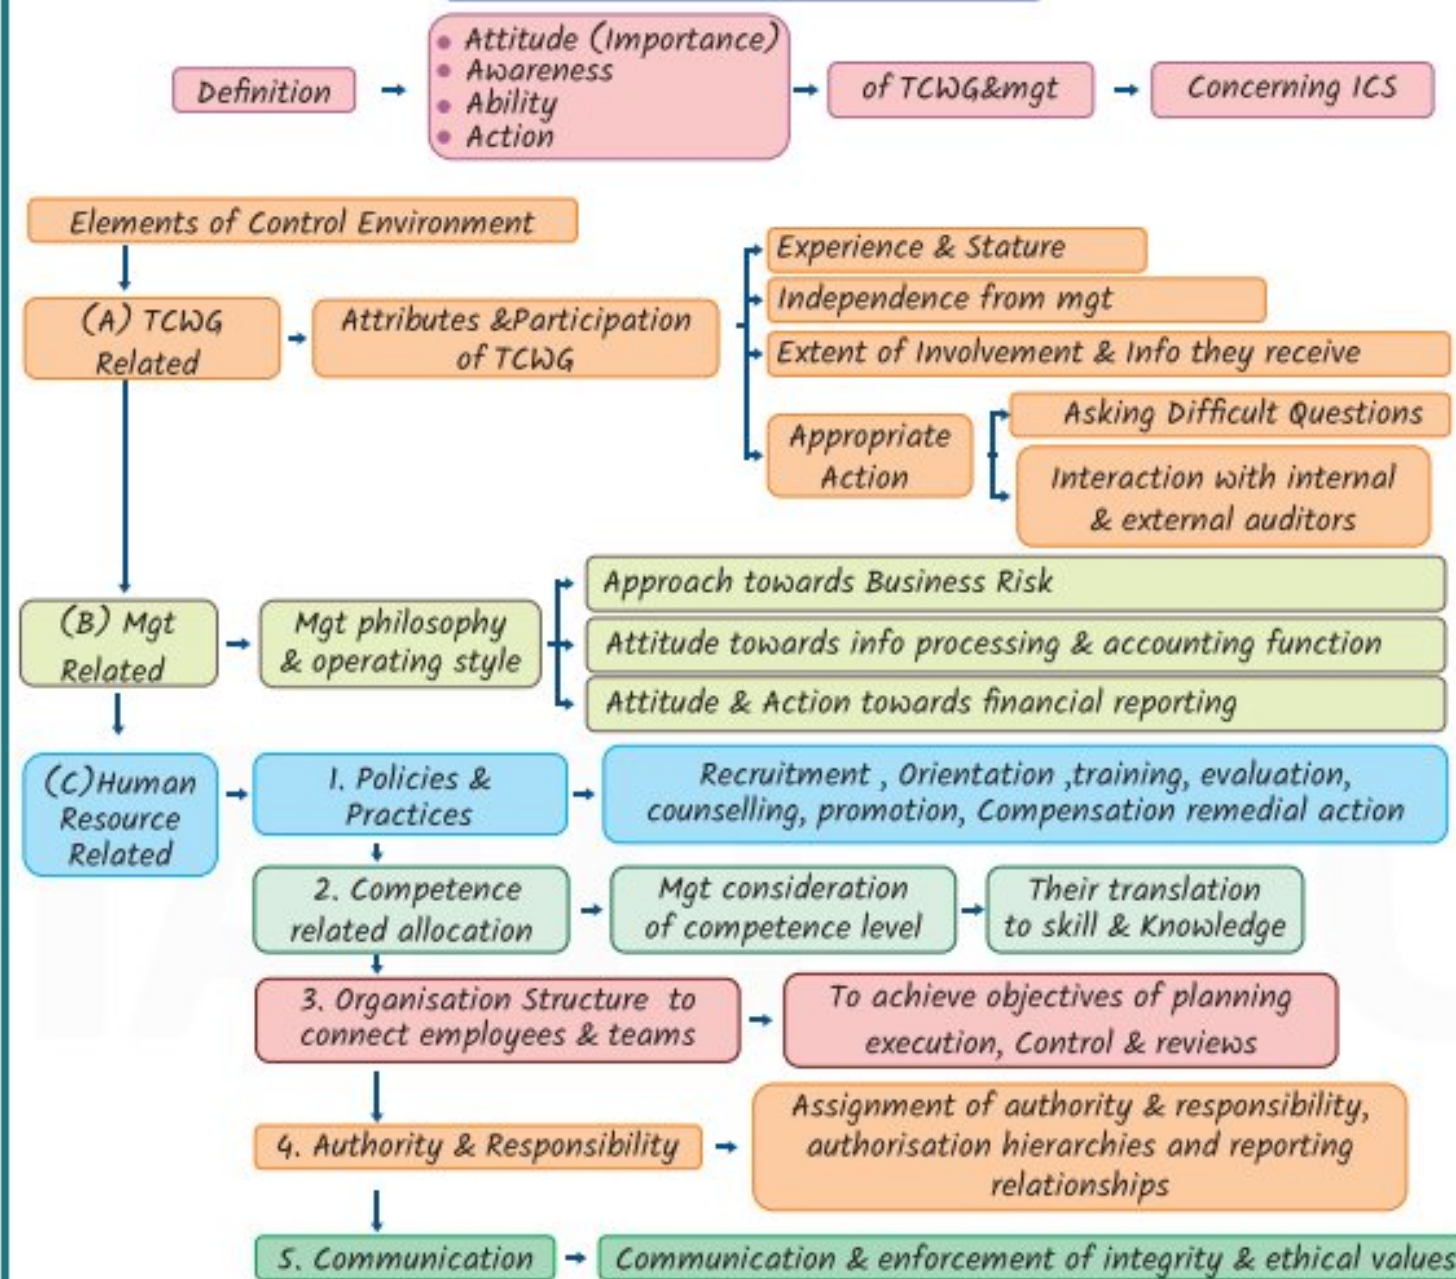 Definition
Attitude (Importance)
Awareness
Ability
Action
of TCWG&mgt
Concerning ICS
Elements of Control Environment
(A) TCWG
Related
Attributes &Participation
of TCWG
Experience & Stature
Independence from mgt
Extent of Involvement & Info they receive
Appropriate
Action
Asking Difficult Questions
Interaction with internal
& external auditors
(B) Mgt
Related
Mgt philosophy
& operating style
Approach towards Business Risk
Attitude towards info processing & accounting function
Attitude & Action towards financial reporting
(C)Human
Resource
Related
1. Policies &
Practices
Recruitment , Orientation ,training, evaluation,
counselling, promotion, Compensation remedial action
2. Competence
related allocation
Mgt consideration
of competence level
Their translation
to skill & Knowledge
3. Organisation Structure to
connect employees & teams
To achieve objectives of planning
execution, Control & reviews
4. Authority & Responsibility
Assignment of authority & responsibility,
authorisation hierarchies and reporting
relationships
5. Communication
Communication & enforcement of integrity & ethical values